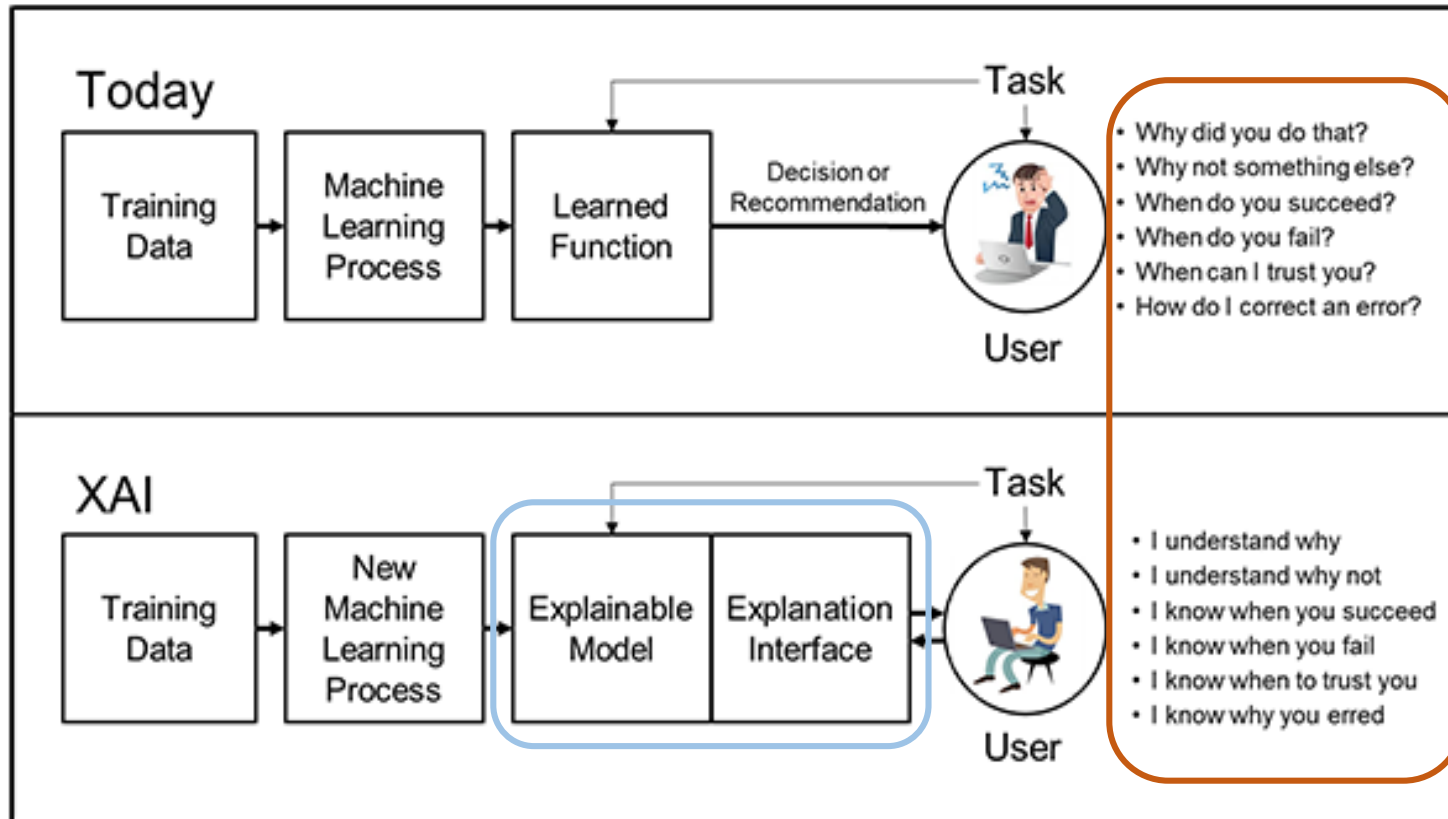 Today
Task
Training
Data
Machine
Learning
Process
Learned
Function
Decision or
Recommendation
User
• Why did you do that?
• Why not something else?
• When do you succeed?
• When do you fail?
• When can I trust you?
• How do I correct an error?
XAI
Task
Training
Data
New
Machine
Learning
Process
Explainable
Model
Explanation
Interface
User
• I understand why
• I understand why not
• I know when you succeed
• I know when you fail
• I know when to trust you
• I know why you erred